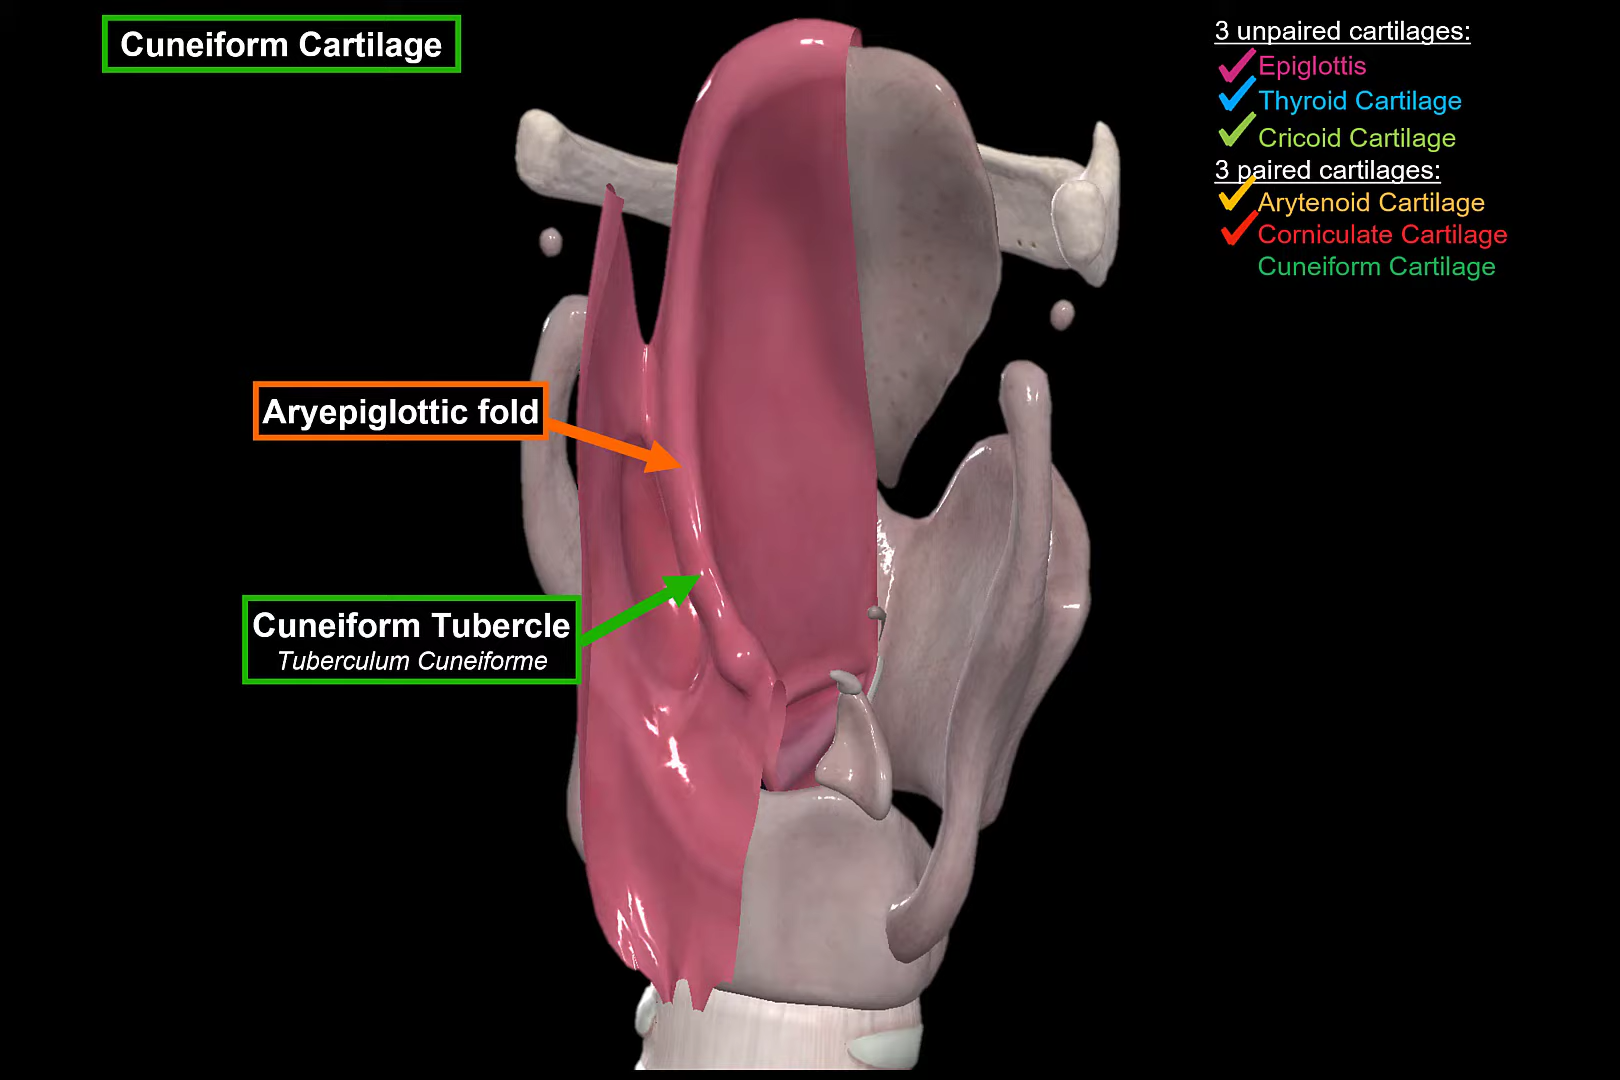 Cuneiform Cartilage
3 unpaired cartilages:
Epiglottis
Thyroid Cartilage
Cricoid Cartilage
3 paired cartilages:
Arytenoid Cartilage
Corniculate Cartilage
Cuneiform Cartilage
Aryepiglottic fold
Cuneiform Tubercle
Tuberculum Cuneiforme